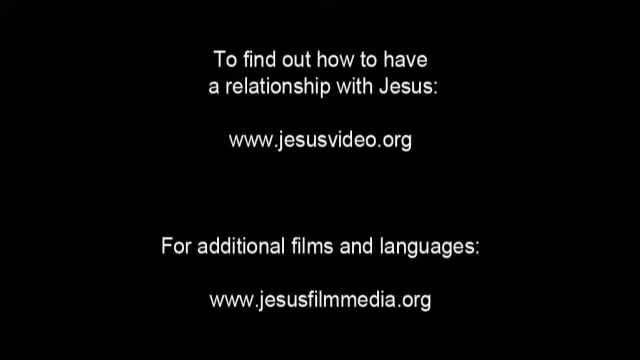 To find out how to have
a relationship with Jesus:
www.jesusvideo.org
For additional films and languages:
www.jesusfilmmedia.org